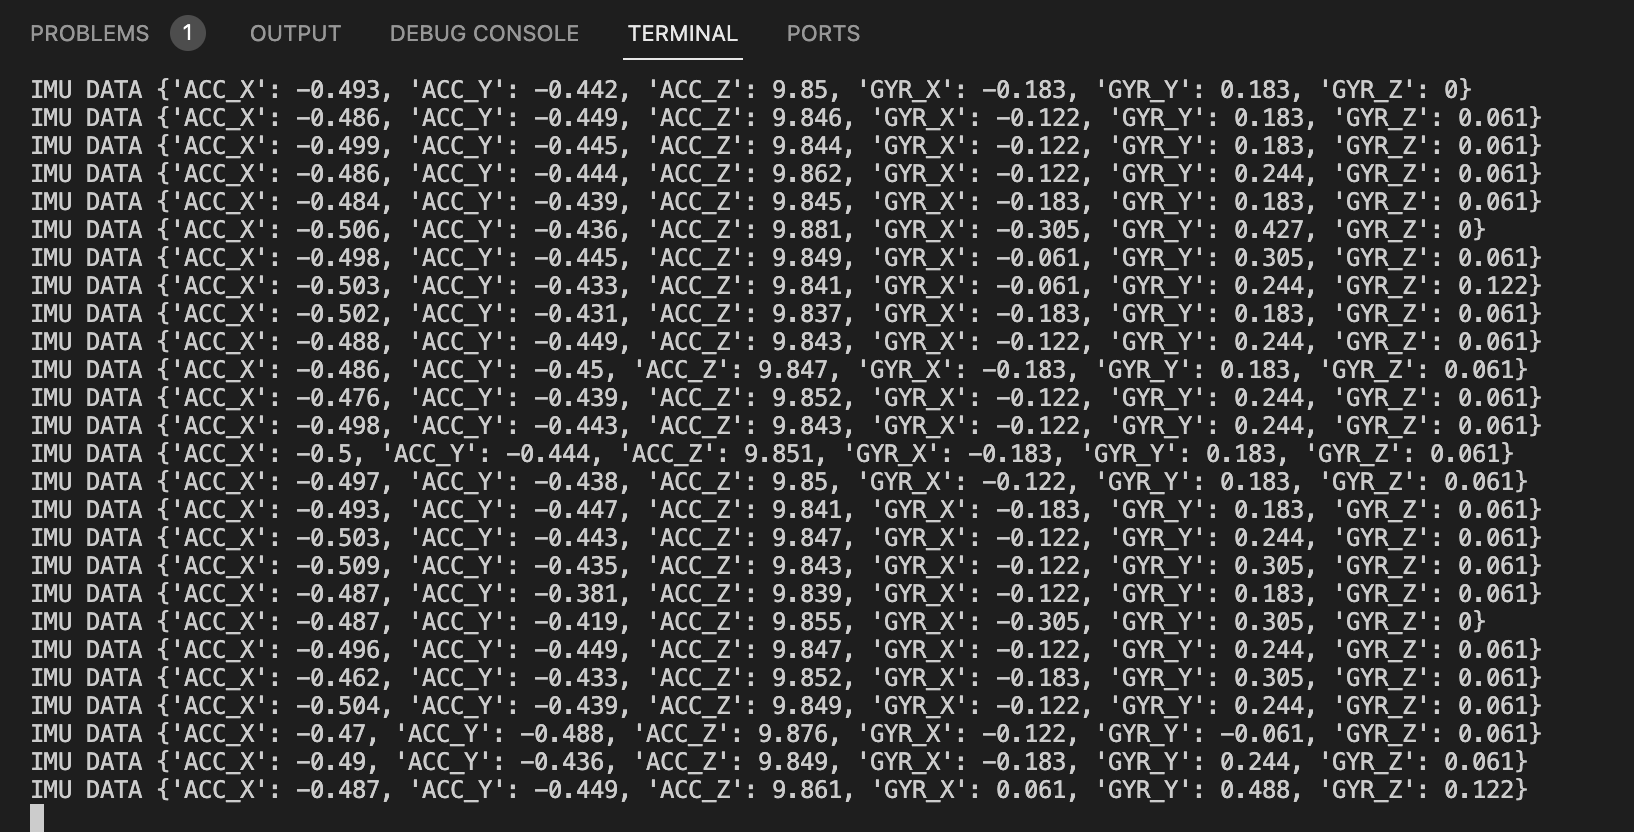 PROBLEMS 1 OUTPUT DEBUG CONSOLE TERMINAL PORTS
IMU DATA {'ACC_X': -0.493, 'ACC_Y': -0.442, 'ACC_Z': 9.85, 'GYR_X': -0.183, 'GYR_Y': 0.183, 'GYR_Z': 0}
IMU DATA {'ACC_X': -0.486, 'ACC_Y': -0.449, 'ACC_Z': 9.846, 'GYR_X': -0.122, 'GYR_Y': 0.183, 'GYR_Z': 0.061}
IMU DATA {'ACC_X': -0.499, 'ACC_Y': -0.445, 'ACC_Z': 9.844, 'GYR_X': -0.122, 'GYR_Y': 0.183, 'GYR_Z': 0.061}
IMU DATA {'ACC_X': -0.486, 'ACC_Y': -0.444, 'ACC_Z': 9.862, 'GYR_X': -0.122, 'GYR_Y': 0.244, 'GYR_Z': 0.061}
IMU DATA {'ACC_X': -0.484, 'ACC_Y': -0.439, 'ACC_Z': 9.845, 'GYR_X': -0.183, 'GYR_Y': 0.183, 'GYR_Z': 0.061}
IMU DATA {'ACC_X': -0.506, 'ACC_Y': -0.436, 'ACC_Z': 9.881, 'GYR_X': -0.305, 'GYR_Y': 0.427, 'GYR_Z': 0}
IMU DATA {'ACC_X': -0.498, 'ACC_Y': -0.445, 'ACC_Z': 9.849, 'GYR_X': -0.061, 'GYR_Y': 0.305, 'GYR_Z': 0.061}
IMU DATA {'ACC_X': -0.503, 'ACC_Y': -0.433, 'ACC_Z': 9.841, 'GYR_X': -0.061, 'GYR_Y': 0.244, 'GYR_Z': 0.122}
IMU DATA {'ACC_X': -0.502, 'ACC_Y': -0.431, 'ACC_Z': 9.837, 'GYR_X': -0.183, 'GYR_Y': 0.183, 'GYR_Z': 0.061}
IMU DATA {'ACC_X': -0.488, 'ACC_Y': -0.449, 'ACC_Z': 9.843, 'GYR_X': -0.122, 'GYR_Y': 0.244, 'GYR_Z': 0.061}
IMU DATA {'ACC_X': -0.486, 'ACC_Y': -0.45, 'ACC_Z': 9.847, 'GYR_X': -0.183, 'GYR_Y': 0.183, 'GYR_Z': 0.061}
IMU DATA {'ACC_X': -0.476, 'ACC_Y': -0.439, 'ACC_Z': 9.852, 'GYR_X': -0.122, 'GYR_Y': 0.244, 'GYR_Z': 0.061}
IMU DATA {'ACC_X': -0.498, 'ACC_Y': -0.443, 'ACC_Z': 9.843, 'GYR_X': -0.122, 'GYR_Y': 0.244, 'GYR_Z': 0.061}
IMU DATA {'ACC_X': -0.5, 'ACC_Y': -0.444, 'ACC_Z': 9.851, 'GYR_X': -0.183, 'GYR_Y': 0.183, 'GYR_Z': 0.061}
IMU DATA {'ACC_X': -0.497, 'ACC_Y': -0.438, 'ACC_Z': 9.85, 'GYR_X': -0.122, 'GYR_Y': 0.183, 'GYR_Z': 0.061}
IMU DATA {'ACC_X': -0.493, 'ACC_Y': -0.447, 'ACC_Z': 9.841, 'GYR_X': -0.183, 'GYR_Y': 0.183, 'GYR_Z': 0.061}
IMU DATA {'ACC_X': -0.503, 'ACC_Y': -0.443, 'ACC_Z': 9.847, 'GYR_X': -0.122, 'GYR_Y': 0.244, 'GYR_Z': 0.061}
IMU DATA {'ACC_X': -0.509, 'ACC_Y': -0.435, 'ACC_Z': 9.843, 'GYR_X': -0.122, 'GYR_Y': 0.305, 'GYR_Z': 0.061}
IMU DATA {'ACC_X': -0.487, 'ACC_Y': -0.381, 'ACC_Z': 9.839, 'GYR_X': -0.122, 'GYR_Y': 0.183, 'GYR_Z': 0.061}
IMU DATA {'ACC_X': -0.487, 'ACC_Y': -0.419, 'ACC_Z': 9.855, 'GYR_X': -0.305, 'GYR_Y': 0.305, 'GYR_Z': 0}
IMU DATA {'ACC_X': -0.496, 'ACC_Y': -0.449, 'ACC_Z': 9.847, 'GYR_X': -0.122, 'GYR_Y': 0.244, 'GYR_Z': 0.061}
IMU DATA {'ACC_X': -0.462, 'ACC_Y': -0.433, 'ACC_Z': 9.852, 'GYR_X': -0.183, 'GYR_Y': 0.305, 'GYR_Z': 0.061}
IMU DATA {'ACC_X': -0.504, 'ACC_Y': -0.439, 'ACC_Z': 9.849, 'GYR_X': -0.122, 'GYR_Y': 0.244, 'GYR_Z': 0.061}
IMU DATA {'ACC_X': -0.47, 'ACC_Y': -0.488, 'ACC_Z': 9.876, 'GYR_X': -0.122, 'GYR_Y': -0.061, 'GYR_Z': 0.061}
IMU DATA {'ACC_X': -0.49, 'ACC_Y': -0.436, 'ACC_Z': 9.849, 'GYR_X': -0.183, 'GYR_Y': 0.244, 'GYR_Z': 0.061}
IMU DATA {'ACC_X': -0.487, 'ACC_Y': -0.449, 'ACC_Z': 9.861, 'GYR_X': 0.061, 'GYR_Y': 0.488, 'GYR_Z': 0.122}